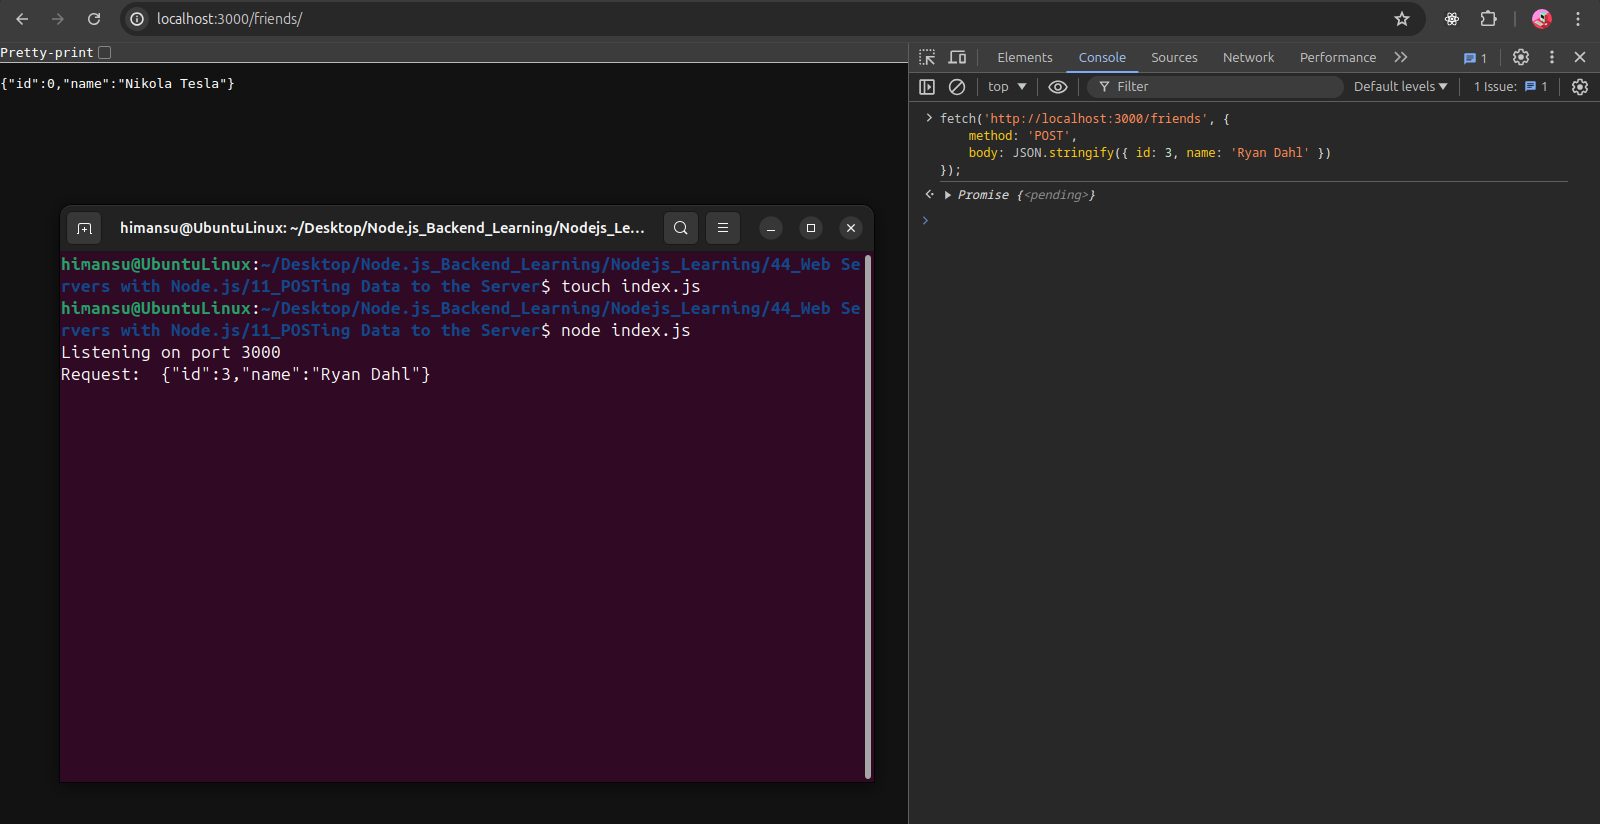 localhost:3000/friends/
Pretty-print
{"id":0,"name":"Nikola Tesla"}
himansu@UbuntuLinux: ~/Desktop/Node.js_Backend_Learning/Nodejs_Le...
himansu@UbuntuLinux:~/Desktop/Node.js_Backend_Learning/Nodejs_Learning/44_Web Se
rvers with Node.js/11_POSTing Data to the Server$ touch index.js
himansu@UbuntuLinux:~/Desktop/Node.js_Backend_Learning/Nodejs_Learning/44_Web Se
rvers with Node.js/11_POSTing Data to the Server$ node index.js
Listening on port 3000
Request:  {"id":3,"name":"Ryan Dahl"}
Elements Console Sources Network Performance 1
top Filter Default levels 1 Issue: 1
fetch('http://localhost:3000/friends', {
    method: 'POST',
    body: JSON.stringify({ id: 3, name: 'Ryan Dahl' })
});
Promise {<pending>}